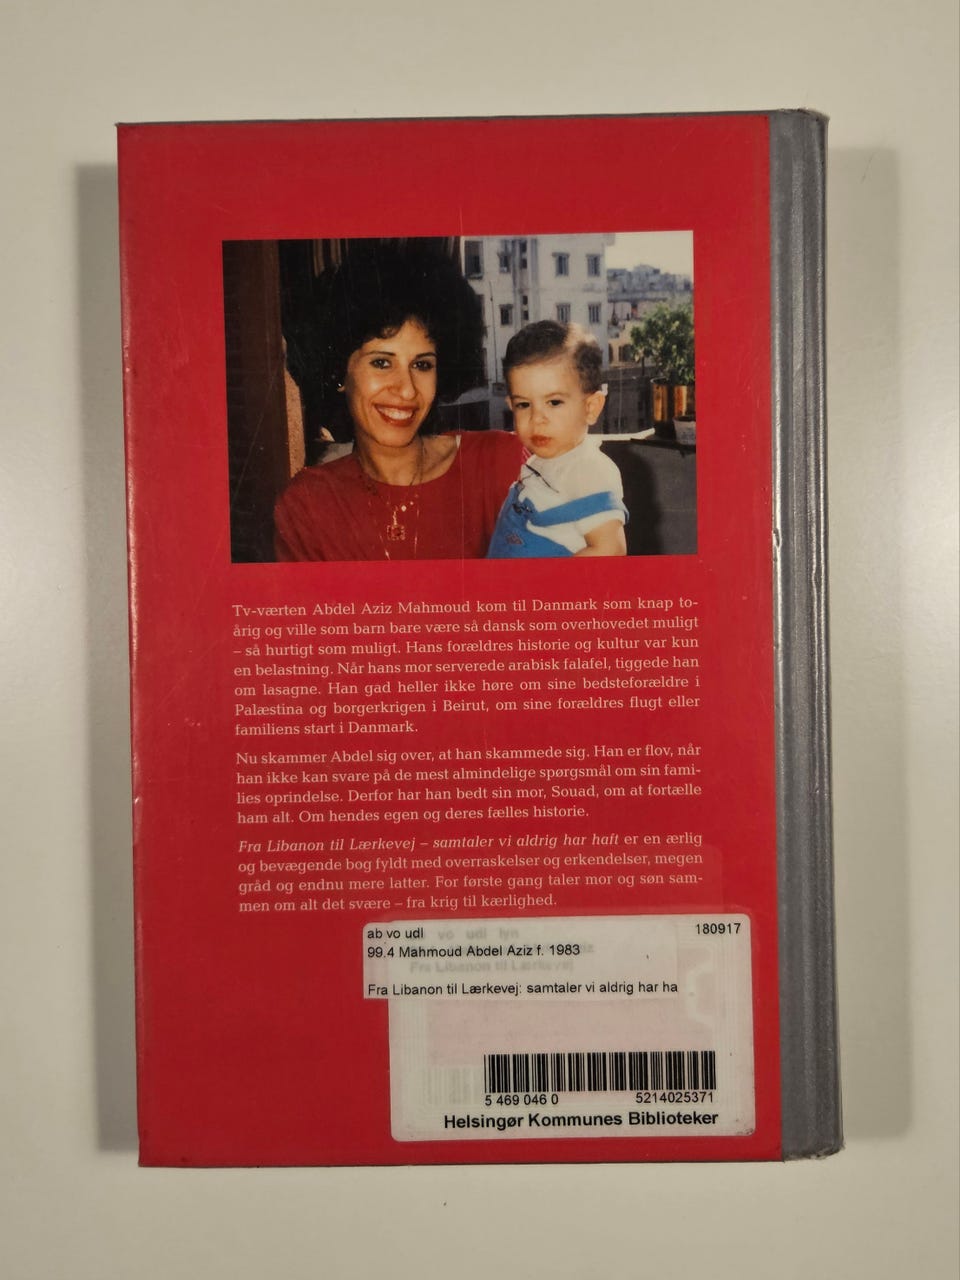 Tv-værten Abdel Aziz Mahmoud kom til Danmark som knap to-
årig og ville som barn bare være så dansk som overhovedet muligt
– så hurtigt som muligt. Hans forældres historie og kultur var kun
en belastning. Når hans mor serverede arabisk falafel, tiggede han
om lasagne. Han gad heller ikke høre om sine bedsteforældre i
Palæstina og borgerkrigen i Beirut, om sine forældres flugt eller
familiens start i Danmark.
Nu skammer Abdel sig over, at han skammede sig. Han er flov, når
han ikke kan svare på de mest almindelige spørgsmål om sin fami-
lies oprindelse. Derfor har han bedt sin mor, Souad, om at fortælle
ham alt. Om hendes egen og deres fælles historie.
Fra Libanon til Lærkevej – samtaler vi aldrig har haft er en ærlig
og bevægende bog fyldt med overraskelser og erkendelser, megen
gråd og endnu mere latter. For første gang taler mor og søn sam-
men om alt det svære – fra krig til kærlighed.
ab vo udl 180917
vo udl lyn
99.4 Mahmoud Abdel Aziz f. 1983
Fra Libanon til Lærkevej
Fra Libanon til Lærkevej: samtaler vi aldrig har ha
5 469 046 0 5214025371
Helsingør Kommunes Biblioteker